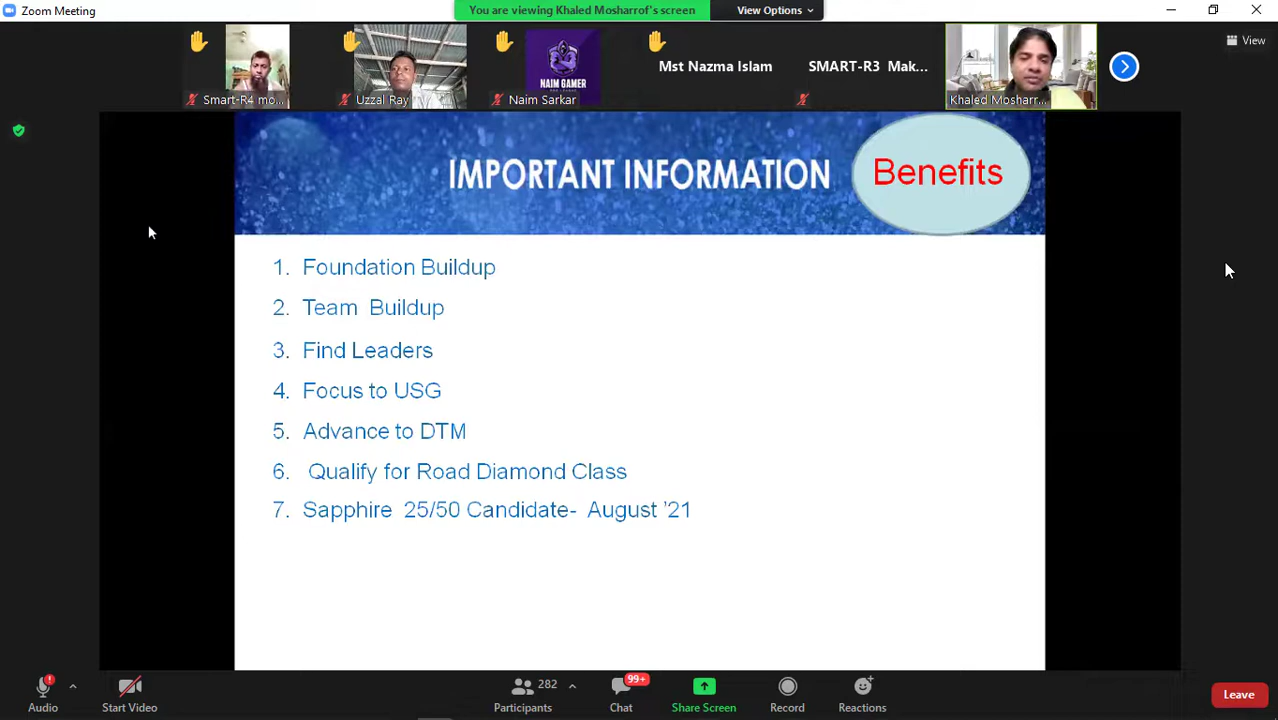 Zoom Meeting
You are viewing Khaled Mosharrof's screen
View Options
View
Smart-R4 mo...
Uzzal Ray
NAIM GAMER
Naim Sarkar
Mst Nazma Islam
SMART-R3 Mak...
Khaled Mosharr...
IMPORTANT INFORMATION
Benefits
1. Foundation Buildup
2. Team Buildup
3. Find Leaders
4. Focus to USG
5. Advance to DTM
6. Qualify for Road Diamond Class
7. Sapphire 25/50 Candidate- August ’21
Audio
Start Video
282
Participants
99+
Chat
Share Screen
Record
Reactions
Leave